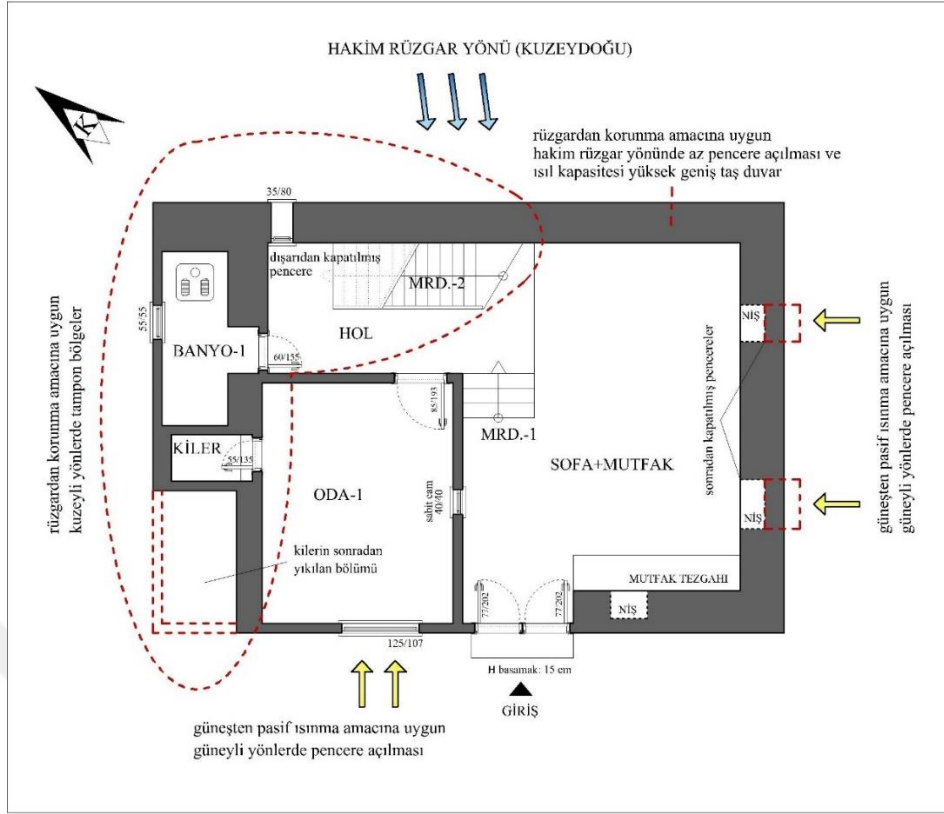 HAKİM RÜZGAR YÖNÜ (KUZEYDOĞU)
K
rüzgardan korunma amacına uygun
hakim rüzgar yönünde az pencere açılması ve
ısıl kapasitesi yüksek geniş taş duvar
35/80
dışarıdan kapatılmış
pencere
MRD.-2
HOL
55/55
BANYO-1
60/155
NİŞ
güneşten pasif ısınma amacına uygun
güneyli yönlerde pencere açılması
rüzgardan korunma amacına uygun
kuzeyli yönlerde tampon bölgeler
85/193
MRD.-1
sonradan kapatılmış pencereler
KİLER
55/135
SOFA+MUTFAK
ODA-1
sabit cam
40/40
NİŞ
kilerin sonradan
yıkılan bölümü
MUTFAK TEZGAHI
77/202
77/202
NİŞ
125/107
H basamak: 15 cm
GİRİŞ
güneşten pasif ısınma amacına uygun
güneyli yönlerde pencere açılması